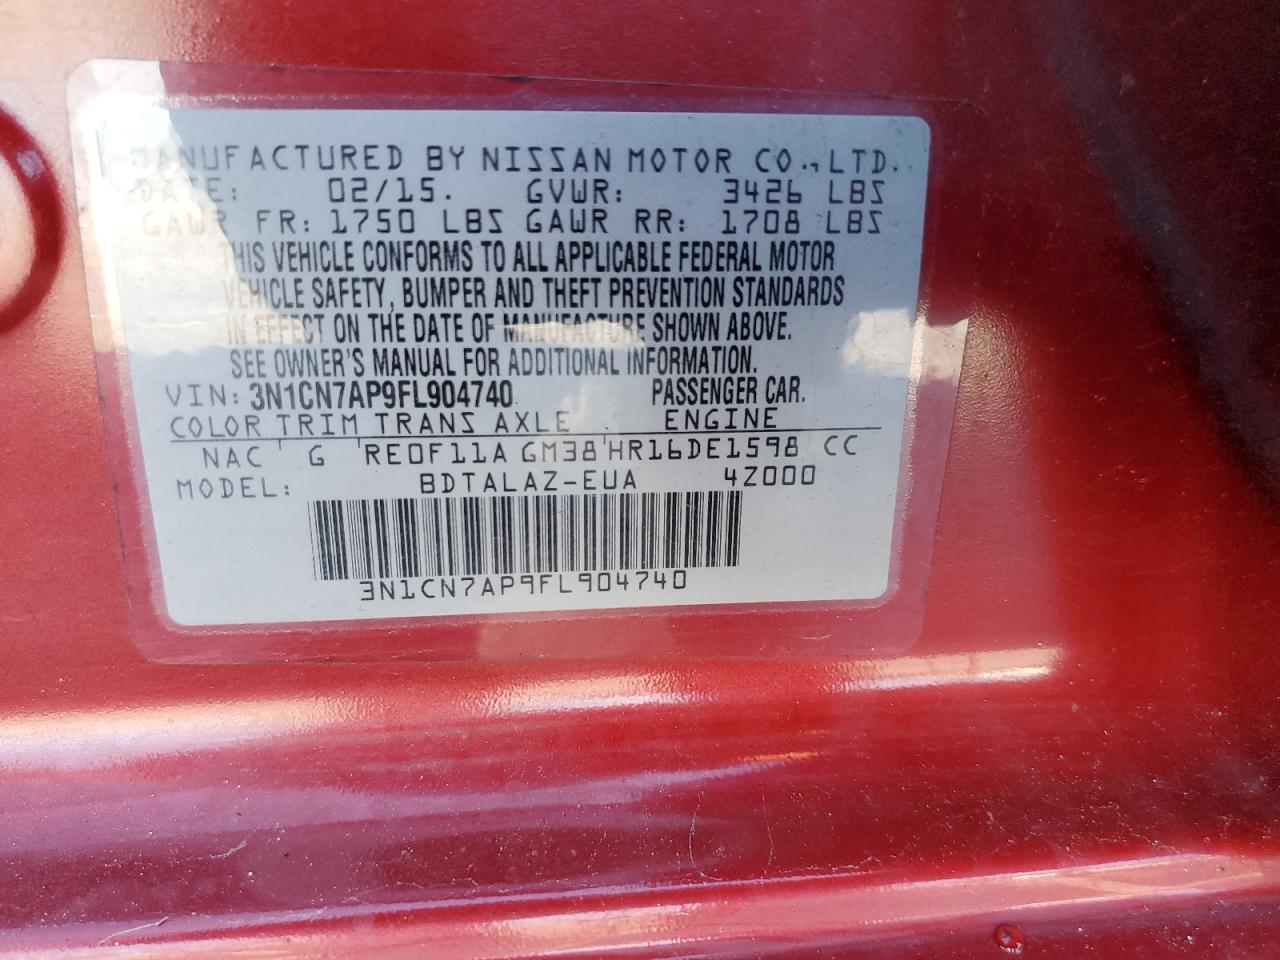 MANUFACTURED BY NISSAN MOTOR CO., LTD.
DATE: 02/15. GVWR: 3426 LBS
GAWR FR: 1750 LBS GAWR RR: 1708 LBS
THIS VEHICLE CONFORMS TO ALL APPLICABLE FEDERAL MOTOR
VEHICLE SAFETY, BUMPER AND THEFT PREVENTION STANDARDS
IN EFFECT ON THE DATE OF MANUFACTURE SHOWN ABOVE.
SEE OWNER'S MANUAL FOR ADDITIONAL INFORMATION.
VIN: 3N1CN7AP9FL904740 PASSENGER CAR.
COLOR TRIM TRANS AXLE ENGINE
NAC G RE0F11A GM38 HR16DE1598 CC
MODEL: BDTALAZ-EUA 4Z000
3N1CN7AP9FL904740